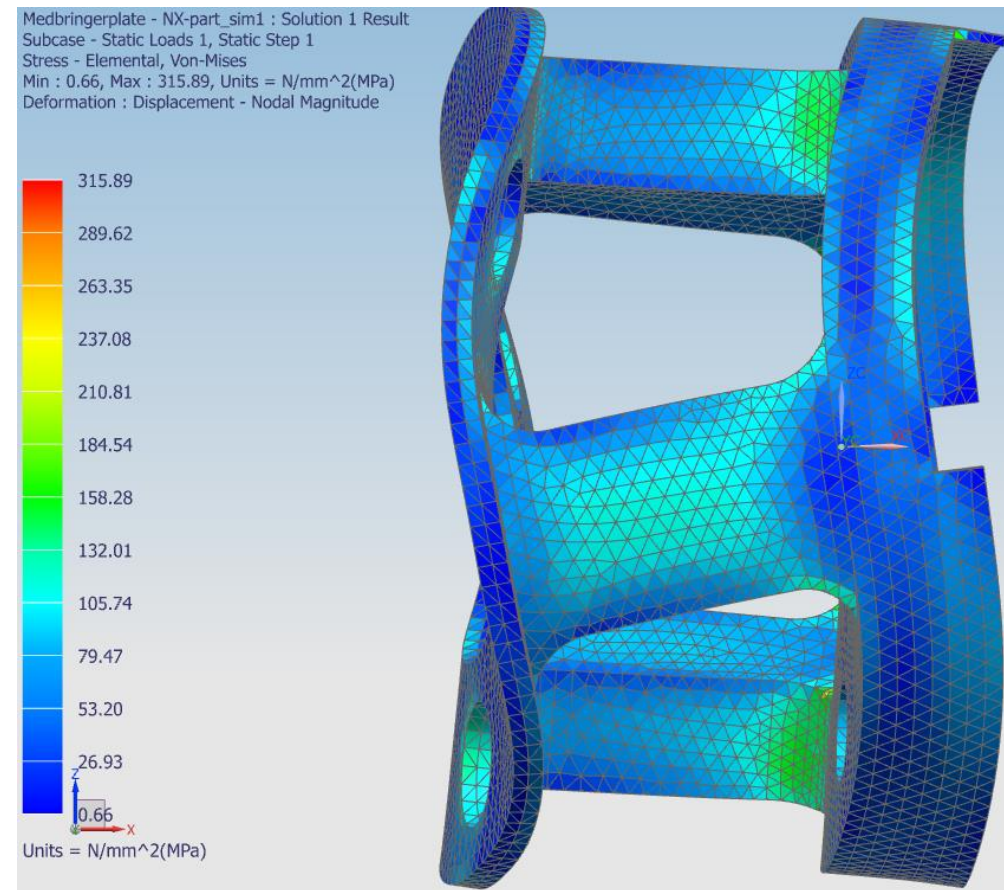 Medbringerplate - NX-part_sim1 : Solution 1 Result
Subcase - Static Loads 1, Static Step 1
Stress - Elemental, Von-Mises
Min : 0.66, Max : 315.89, Units = N/mm^2(MPa)
Deformation : Displacement - Nodal Magnitude
315.89
289.62
263.35
237.08
210.81
184.54
158.28
132.01
105.74
79.47
53.20
26.93
0.66
Z
X
Units = N/mm^2(MPa)
ZC